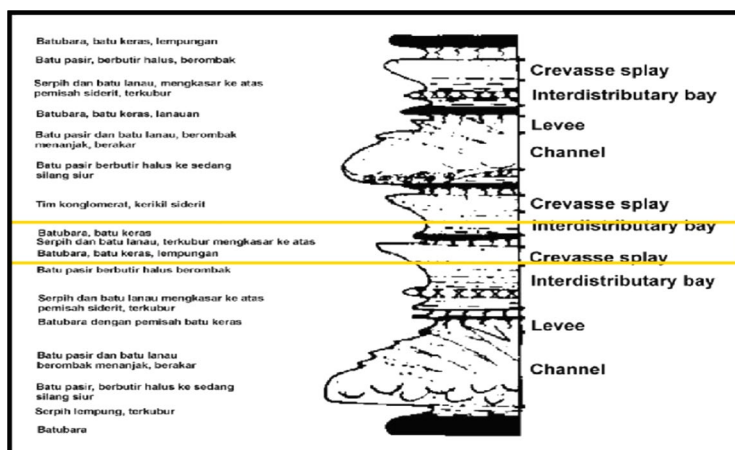 Batubara, batu keras, lempungan
Batu pasir, berbutir halus, berombak
Serpih dan batu lanau, mengkasar ke atas
pemisah siderit, terkubur
Batubara, batu keras, lanauan
Batu pasir dan batu lanau, berombak
menanjak, berakar
Batu pasir berbutir halus ke sedang
silang siur
Tim konglomerat, kerikil siderit
Batubara, batu keras
Serpih dan batu lanau, terkubur mengkasar ke atas
Batubara, batu keras, lempungan
Batu pasir berbutir halus berombak
Serpih dan batu lanau mengkasar ke atas
pemisah siderit, terkubur
Batubara dengan pemisah batu keras
Batu pasir dan batu lanau
berombak menanjak, berakar
Batu pasir, berbutir halus ke sedang
silang siur
Serpih lempung, terkubur
Batubara
Crevasse splay
Interdistributary bay
Levee
Channel
Crevasse splay
Interdistributary bay
Crevasse splay
Interdistributary bay
Levee
Channel